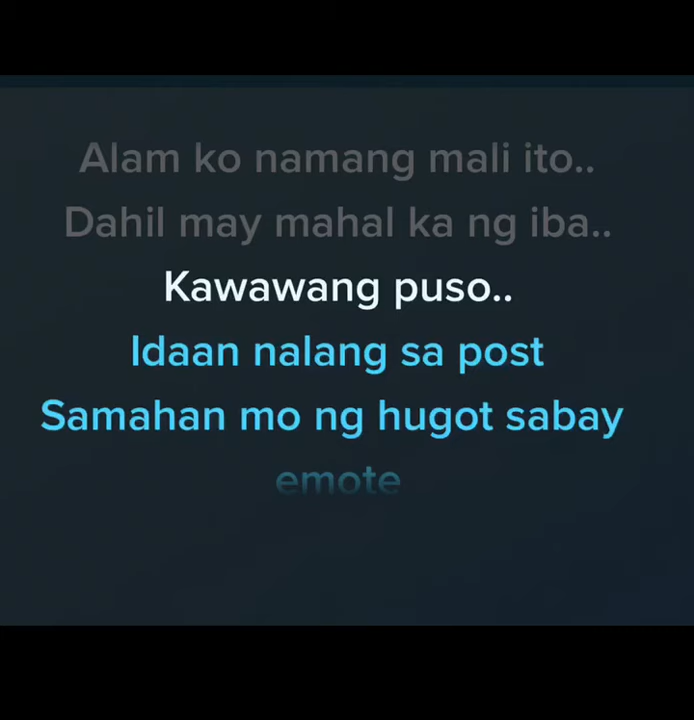 Alam ko namang mali ito..
Dahil may mahal ka ng iba..
Kawawang puso..
Idaan nalang sa post
Samahan mo ng hugot sabay
emote